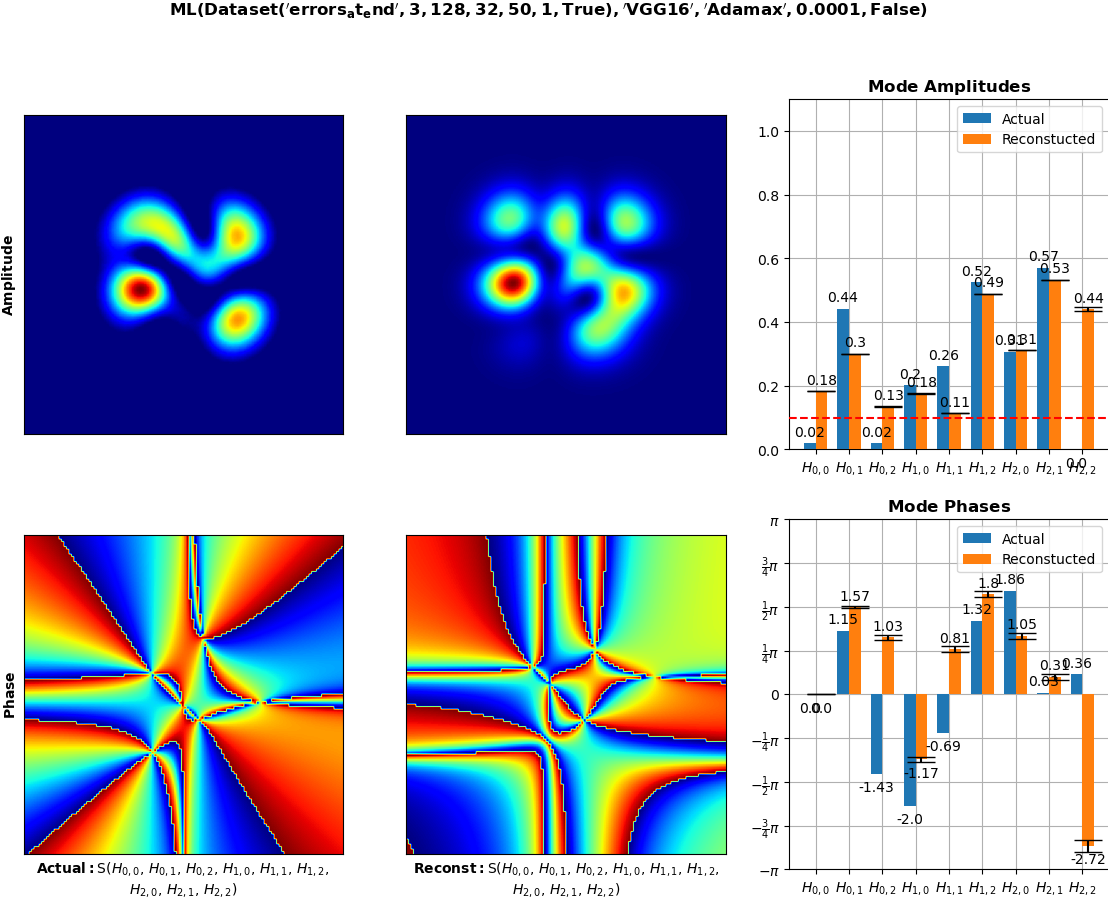 ML(Dataset('errors_at_end', 3, 128, 32, 50, 1, True), 'VGG16', 'Adamax', 0.0001, False)
Amplitude
Mode Amplitudes
Actual
Reconstucted
1.0
0.8
0.6
0.4
0.2
0.0
0.02
0.18
0.44
0.3
0.02
0.13
0.2
0.18
0.26
0.11
0.52
0.49
0.31
0.31
0.57
0.53
0.0
0.44
H0,0 H0,1 H0,2 H1,0 H1,1 H1,2 H2,0 H2,1 H2,2
Phase
Mode Phases
Actual
Reconstucted
π
3/4π
1/2π
1/4π
0
−1/4π
−1/2π
−3/4π
−π
0.0
0.0
1.15
1.57
-1.43
1.03
-2.0
-1.17
-0.69
0.81
1.32
1.8
1.86
1.05
0.03
0.31
0.36
-2.72
H0,0 H0,1 H0,2 H1,0 H1,1 H1,2 H2,0 H2,1 H2,2
Actual: S(H0,0, H0,1, H0,2, H1,0, H1,1, H1,2,
H2,0, H2,1, H2,2)
Reconst: S(H0,0, H0,1, H0,2, H1,0, H1,1, H1,2,
H2,0, H2,1, H2,2)